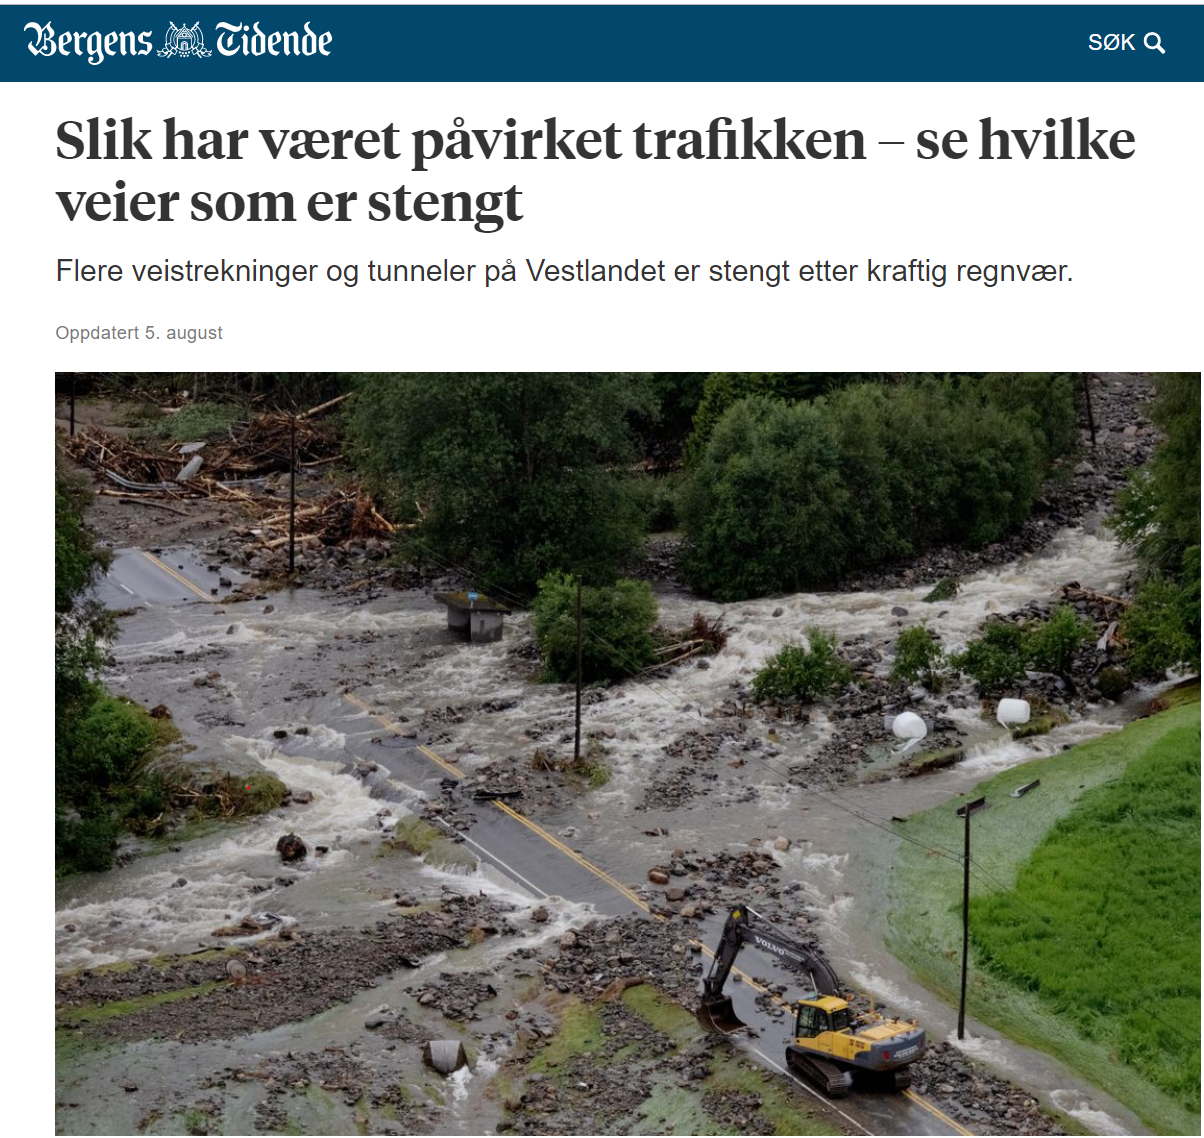 Bergens Tidende
SØK
Slik har været påvirket trafikken – se hvilke
veier som er stengt
Flere veistrekninger og tunneler på Vestlandet er stengt etter kraftig regnvær.
Oppdatert 5. august
VOLVO